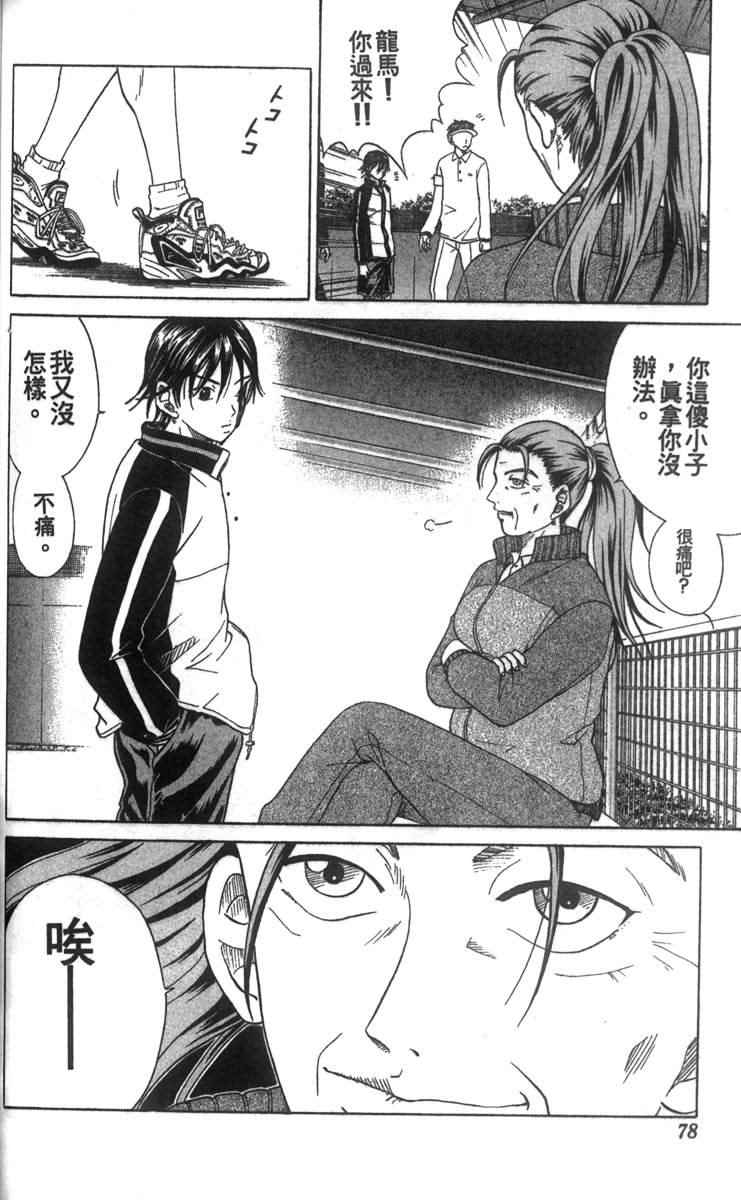 龍馬！
你過來!!
トコ
トコ
你這傻小子
，真拿你沒
辦法。
很痛吧？
我又沒
怎樣。
不痛。
唉——
78